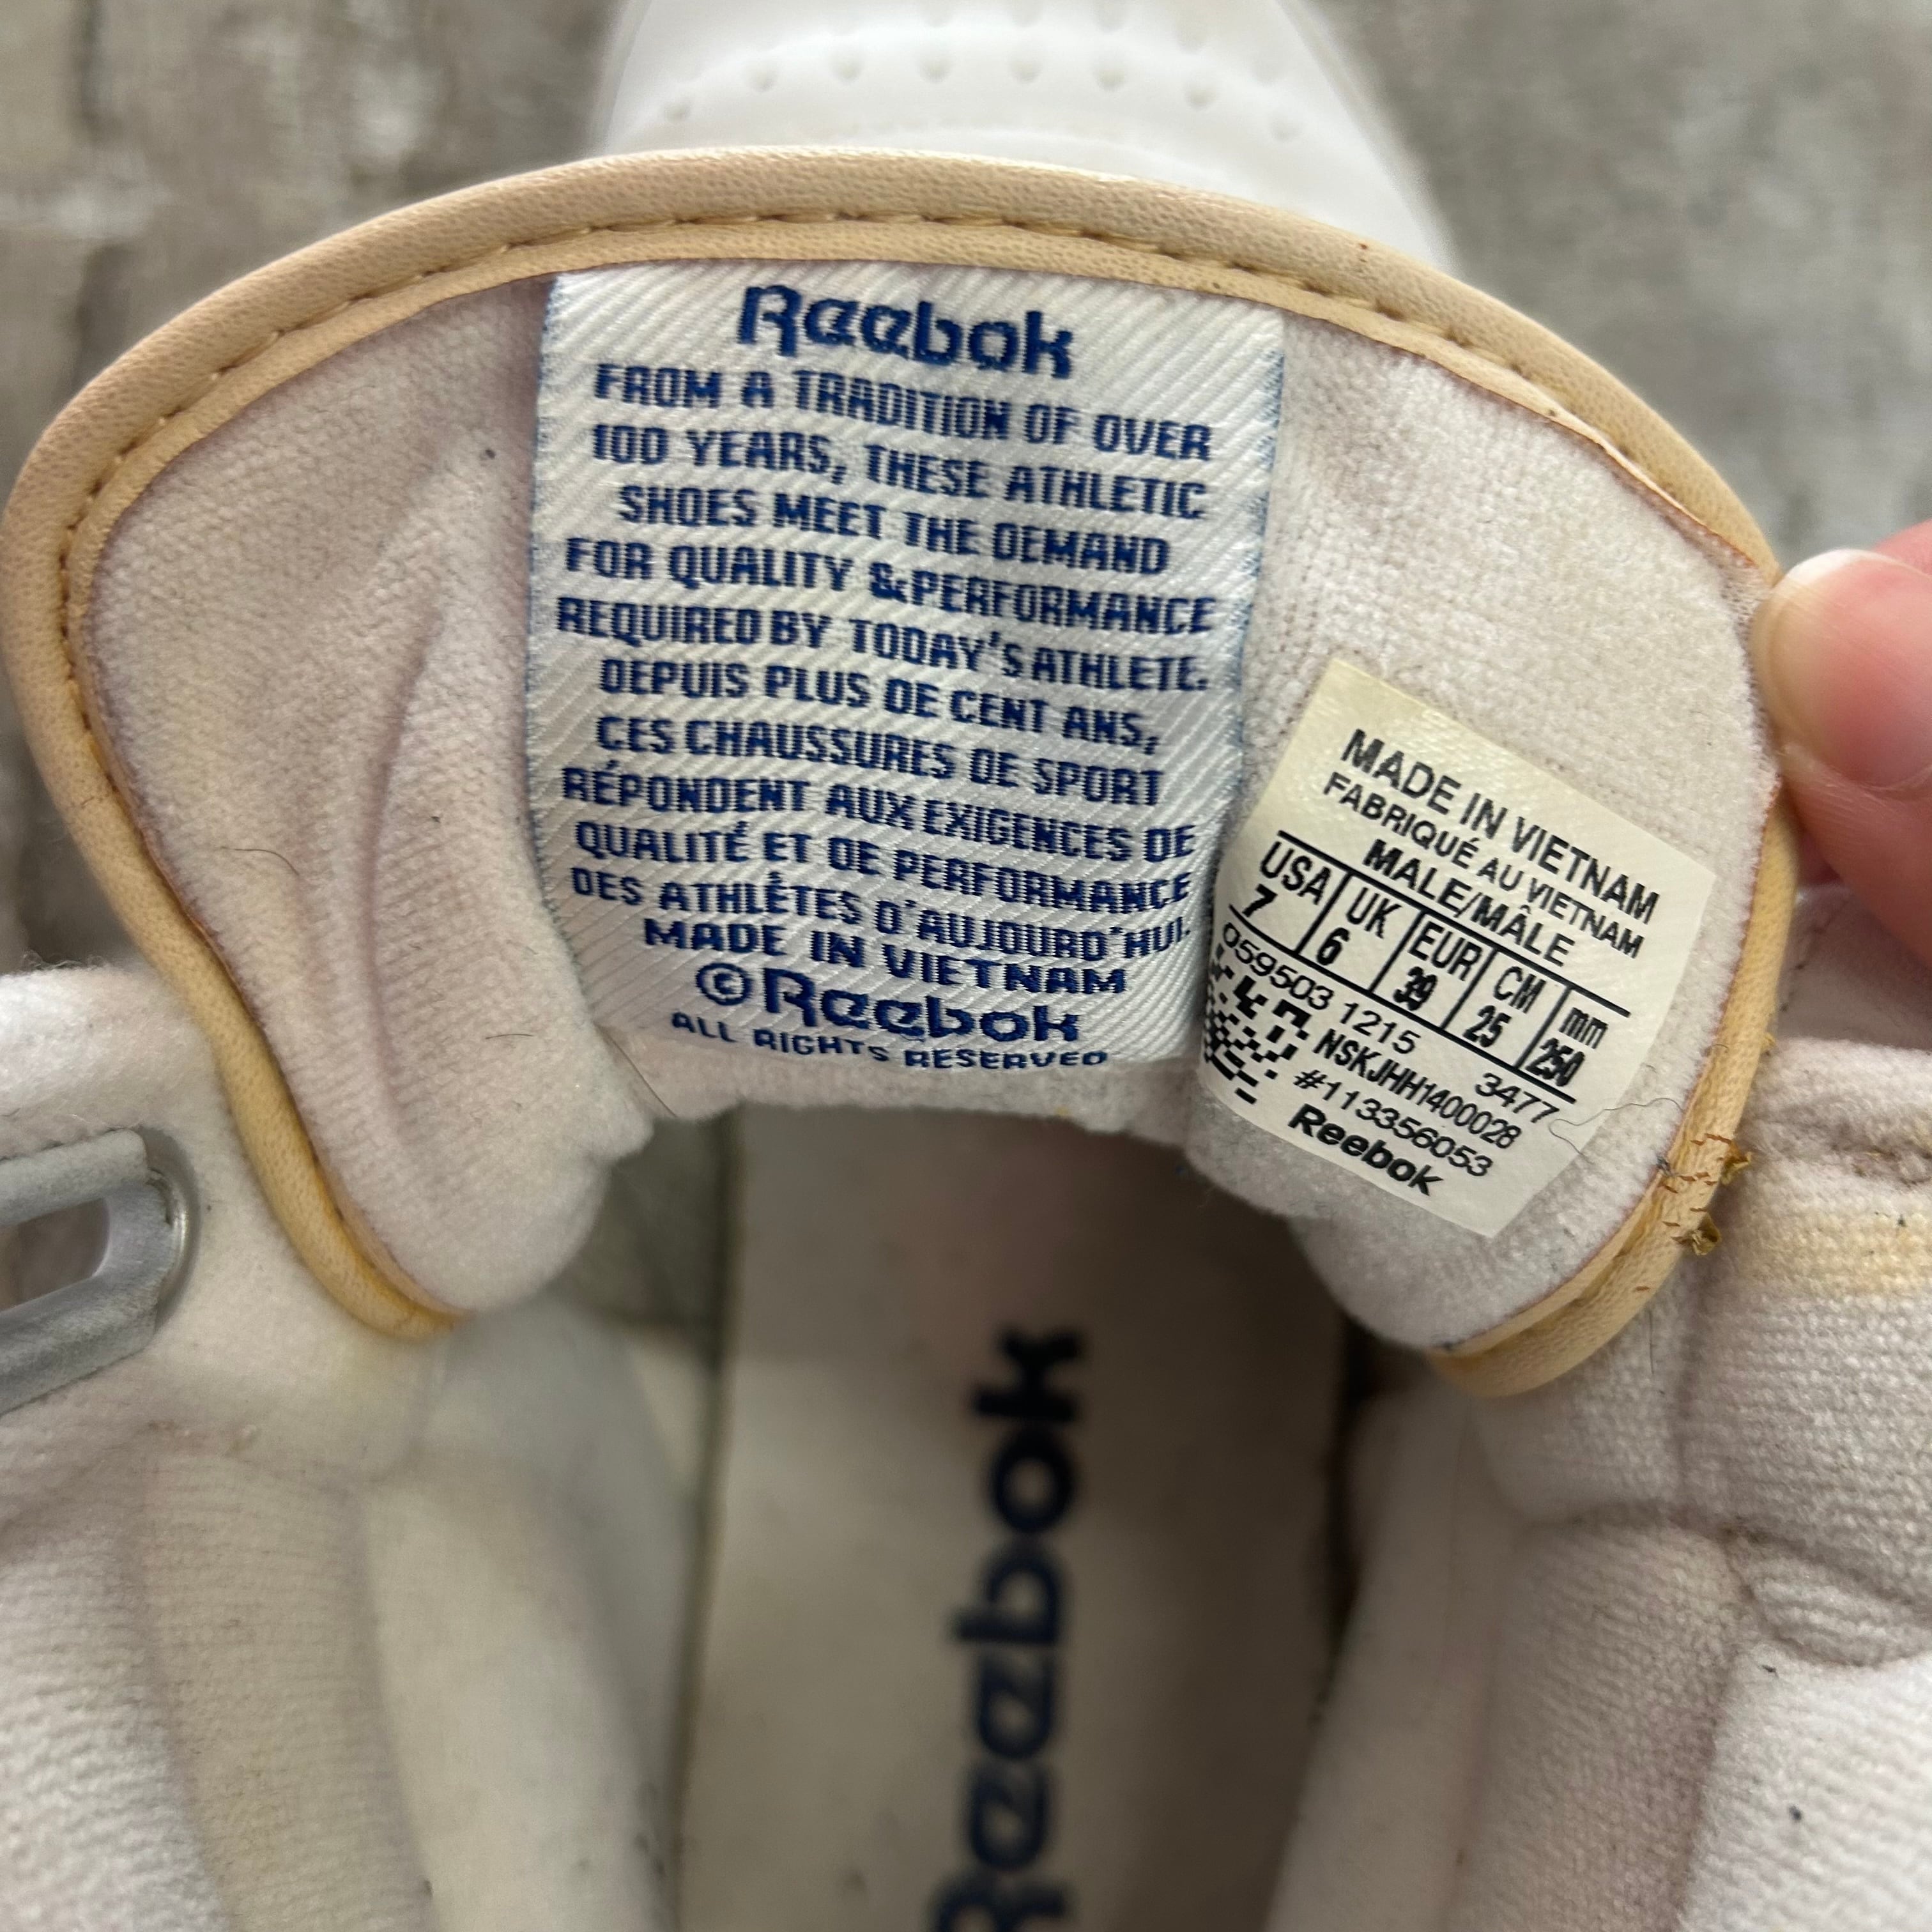 Reebok
FROM A TRADITION OF OVER
100 YEARS, THESE ATHLETIC
SHOES MEET THE DEMAND
FOR QUALITY & PERFORMANCE
REQUIRED BY TODAY'S ATHLETE.
DEPUIS PLUS DE CENT ANS,
CES CHAUSSURES DE SPORT
RÉPONDENT AUX EXIGENCES DE
QUALITÉ ET DE PERFORMANCE
DES ATHLÈTES D'AUJOURD'HUI.
MADE IN VIETNAM
©Reebok
ALL RIGHTS RESERVED
MADE IN VIETNAM
FABRIQUÉ AU VIETNAM
MALE/MÂLE
USA UK EUR CM mm
7 6 39 25 250
059503 1215 3477
NSKJHH1400028
#113356053
Reebok
Reebok